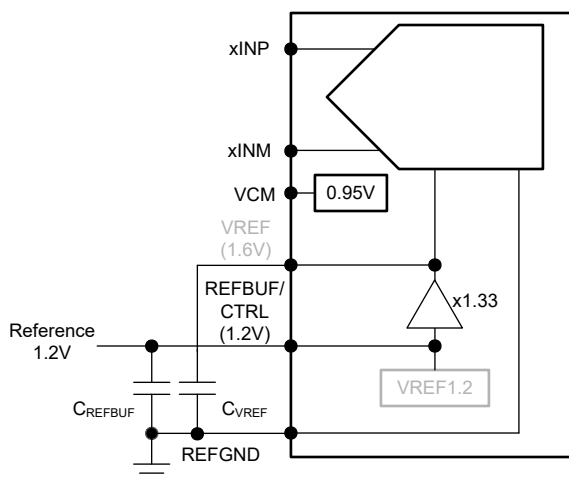 xINP
xINM
VCM
0.95V
VREF
(1.6V)
REFBUF/
CTRL
(1.2V)
x1.33
Reference
1.2V
VREF1.2
CREFBUF
CVREF
REFGND